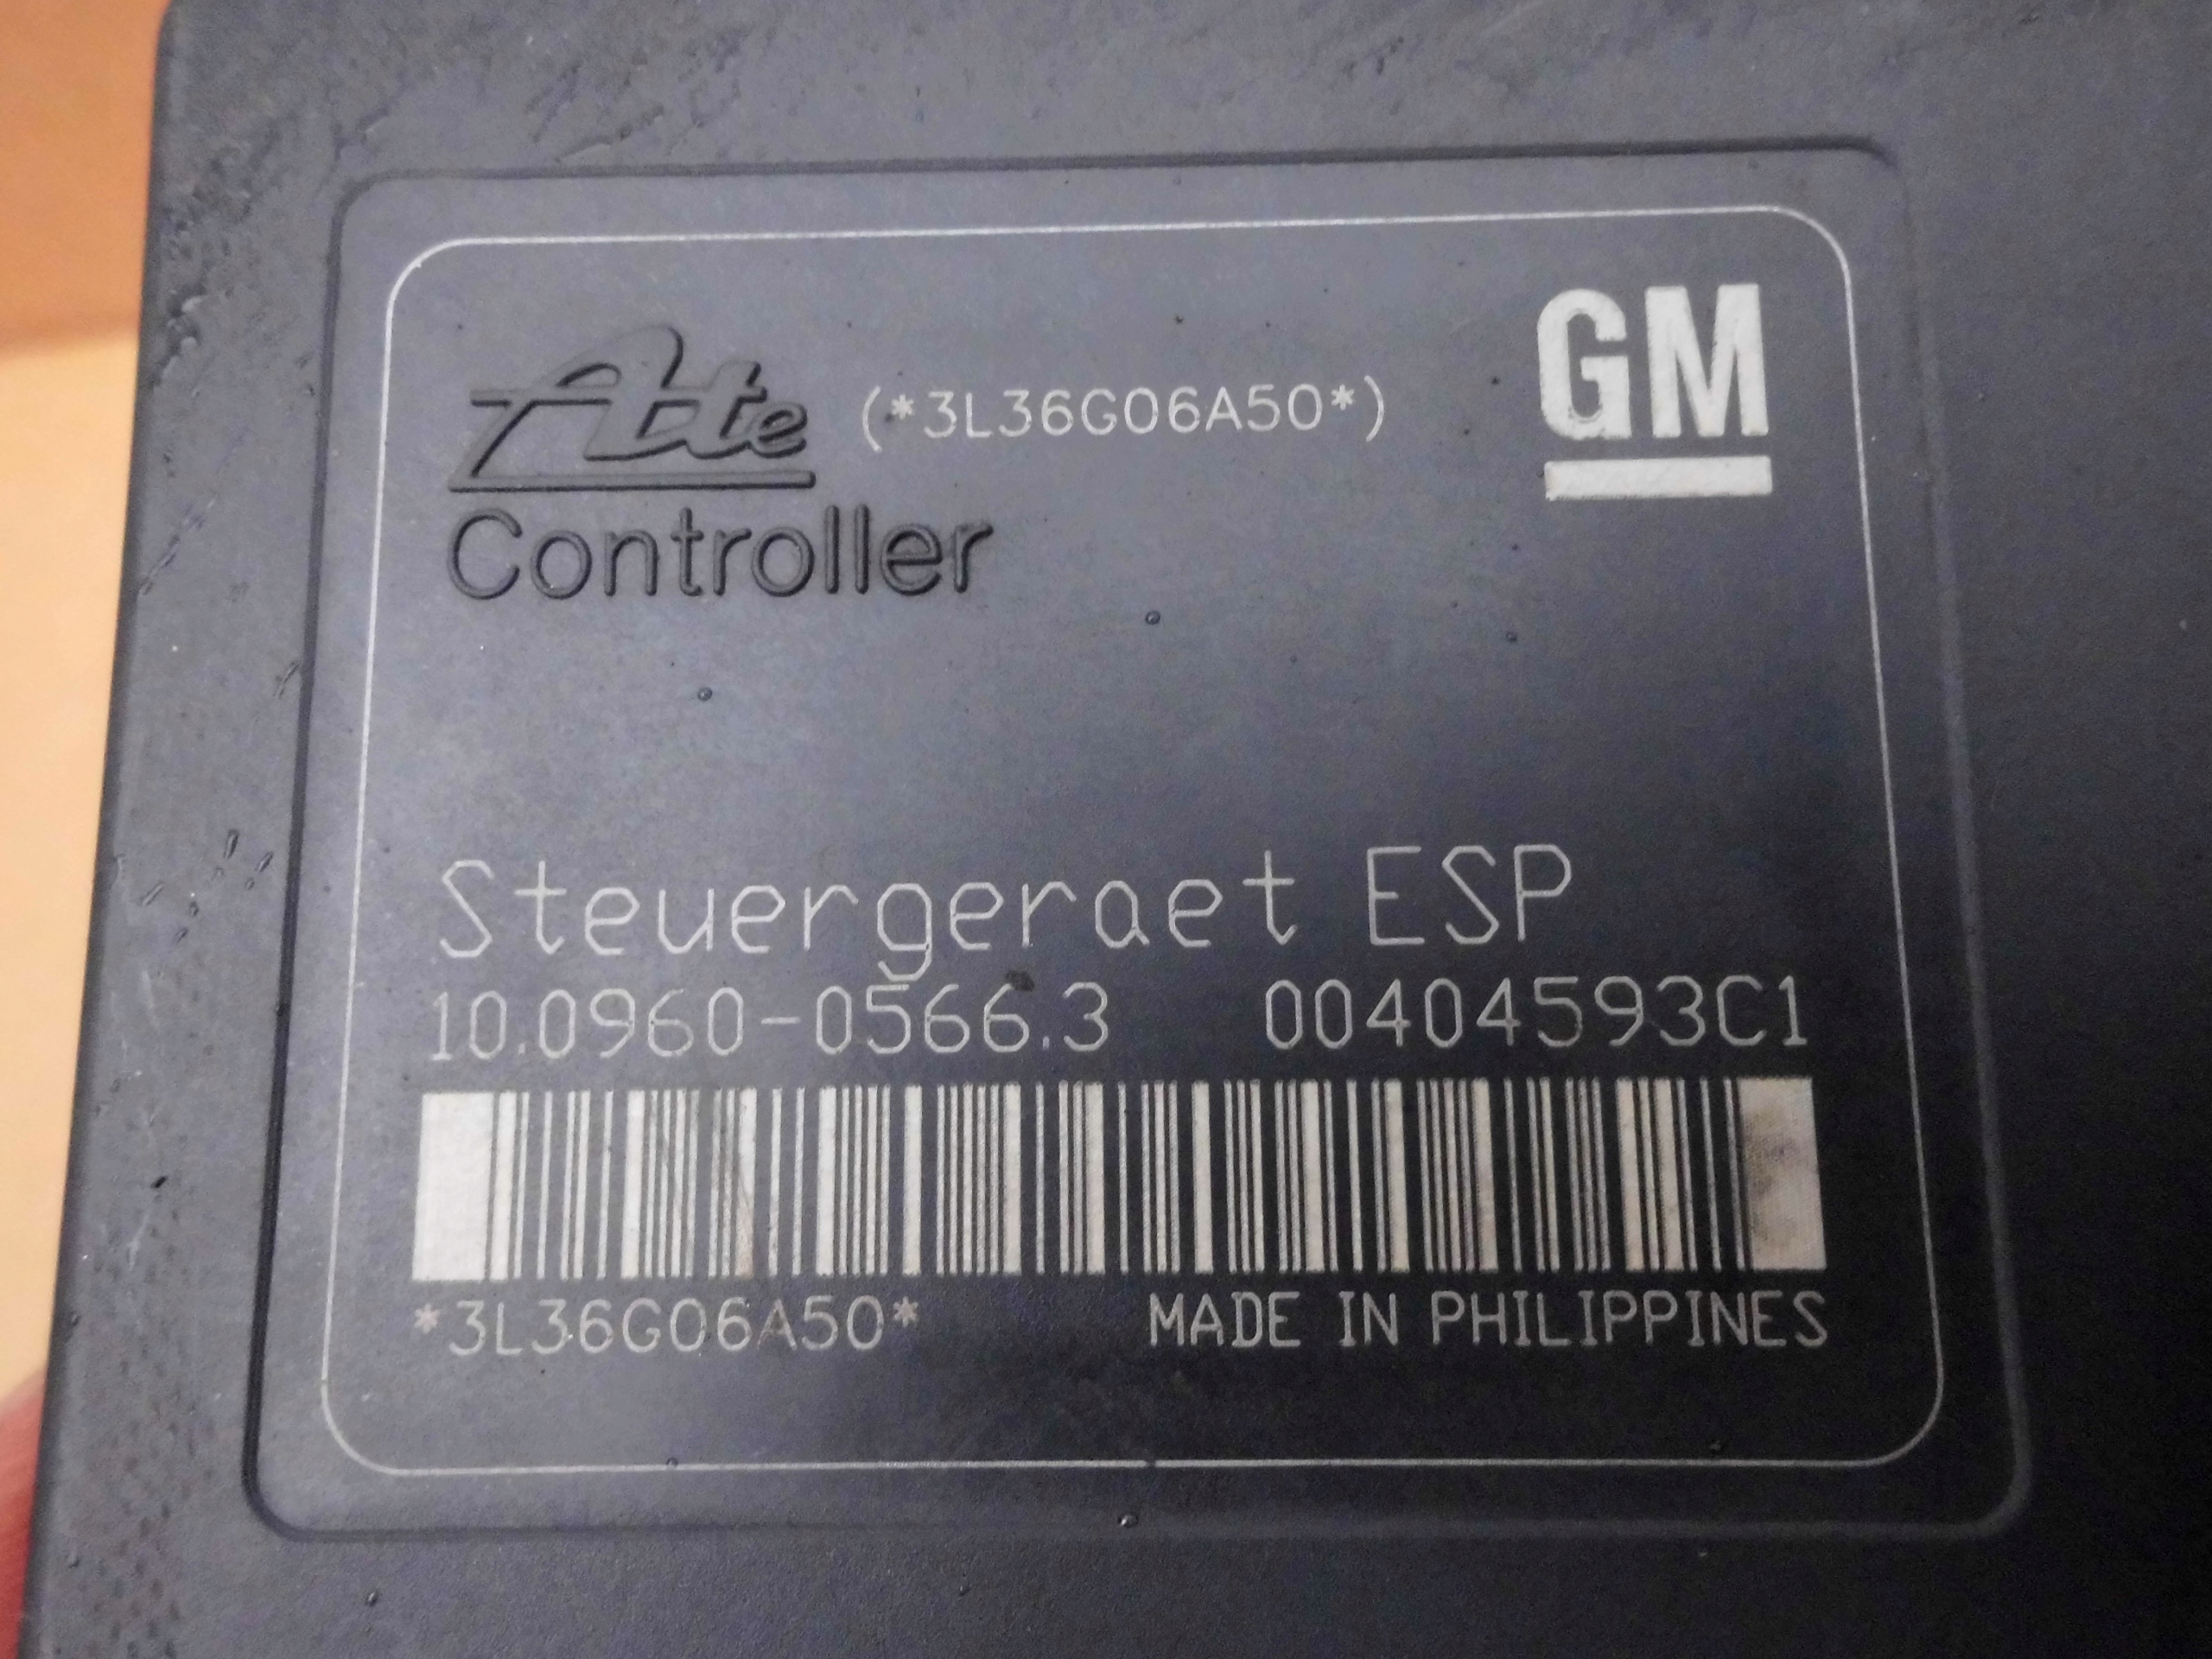 Ate (*3L36G06A50*) GM
Controller
Steuergeraet ESP
10.0960-0566.3 00404593C1
*3L36G06A50* MADE IN PHILIPPINES